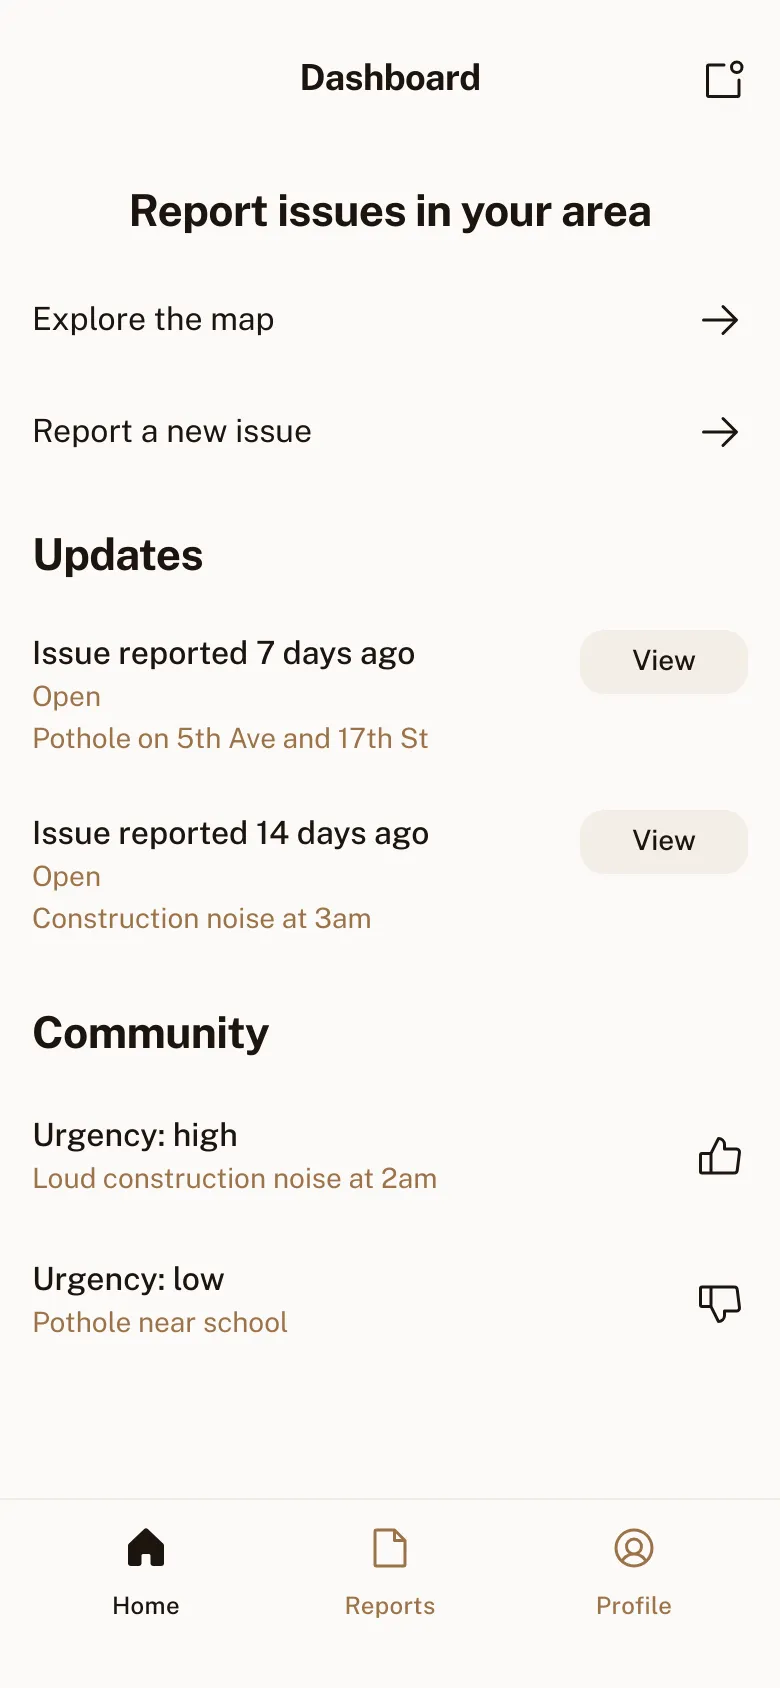 Dashboard
Report issues in your area
Explore the map
Report a new issue
Updates
Issue reported 7 days ago
View
Open
Pothole on 5th Ave and 17th St
Issue reported 14 days ago
View
Open
Construction noise at 3am
Community
Urgency: high
Loud construction noise at 2am
Urgency: low
Pothole near school
Home
Reports
Profile